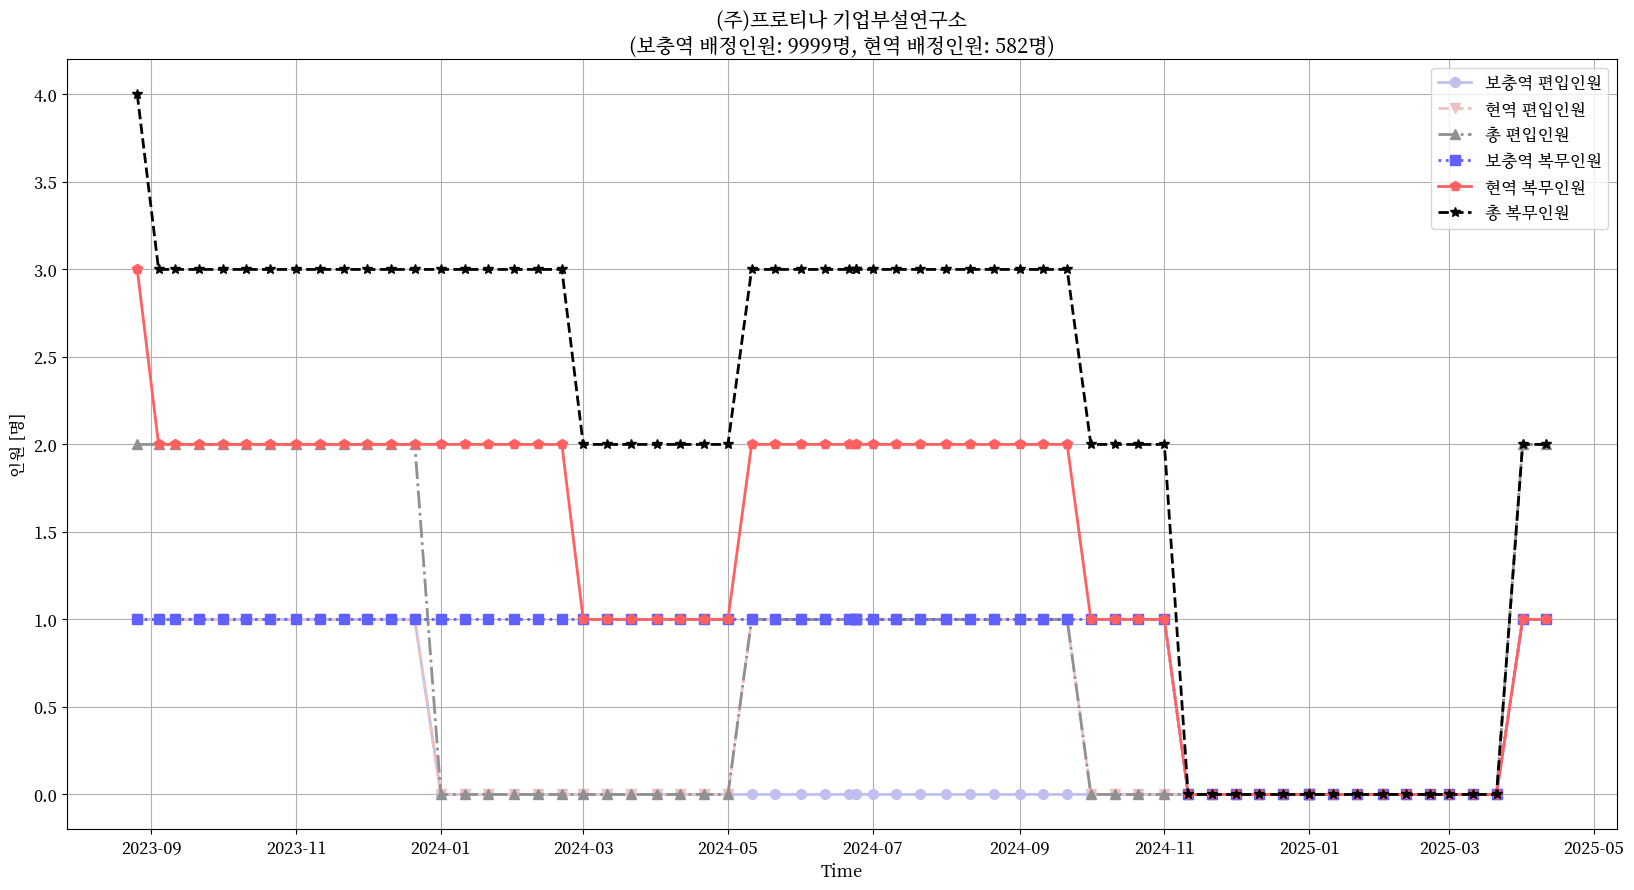 (주)프로티나 기업부설연구소
(보충역 배정인원: 9999명, 현역 배정인원: 582명)
보충역 편입인원
현역 편입인원
총 편입인원
보충역 복무인원
현역 복무인원
총 복무인원
인원 [명]
4.0
3.5
3.0
2.5
2.0
1.5
1.0
0.5
0.0
2023-09
2023-11
2024-01
2024-03
2024-05
2024-07
2024-09
2024-11
2025-01
2025-03
2025-05
Time